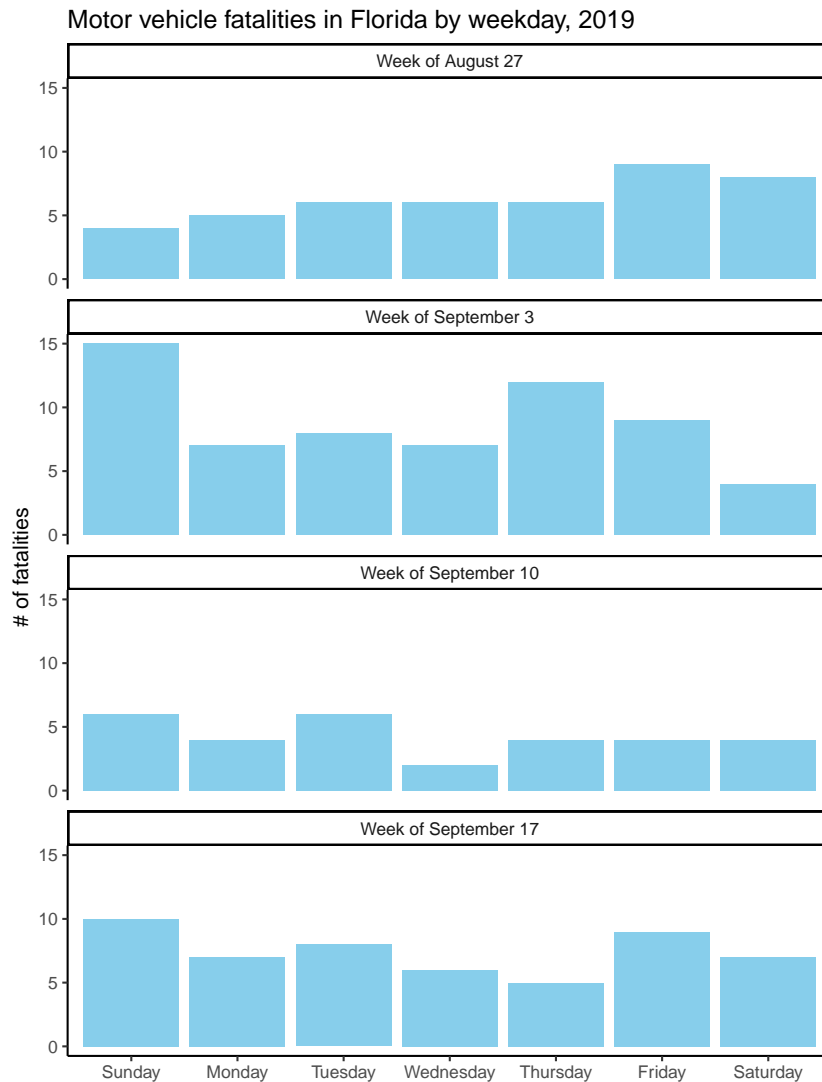 Motor vehicle fatalities in Florida by weekday, 2019
# of fatalities
Week of August 27
15
10
5
0
Week of September 3
15
10
5
0
Week of September 10
15
10
5
0
Week of September 17
15
10
5
0
Sunday Monday Tuesday Wednesday Thursday Friday Saturday